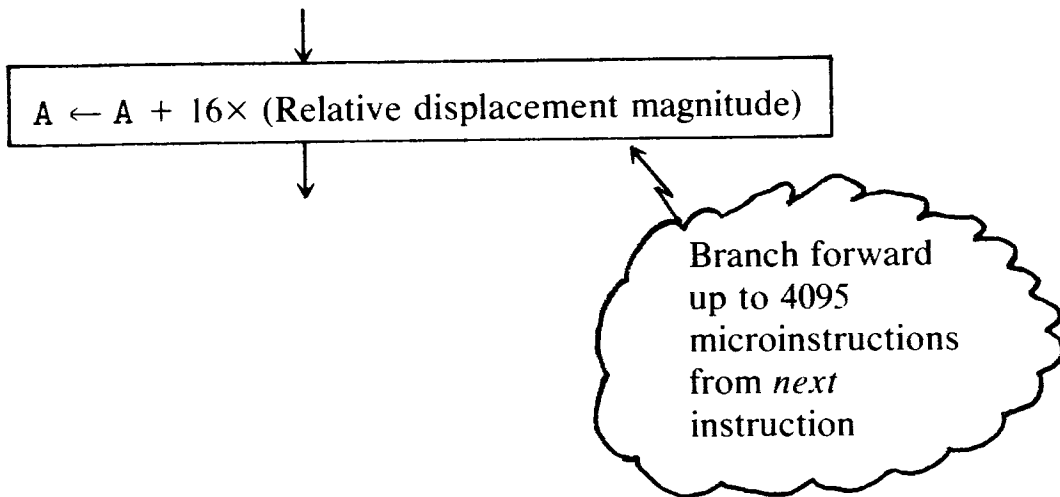 A ← A + 16× (Relative displacement magnitude)
Branch forward
up to 4095
microinstructions
from next
instruction